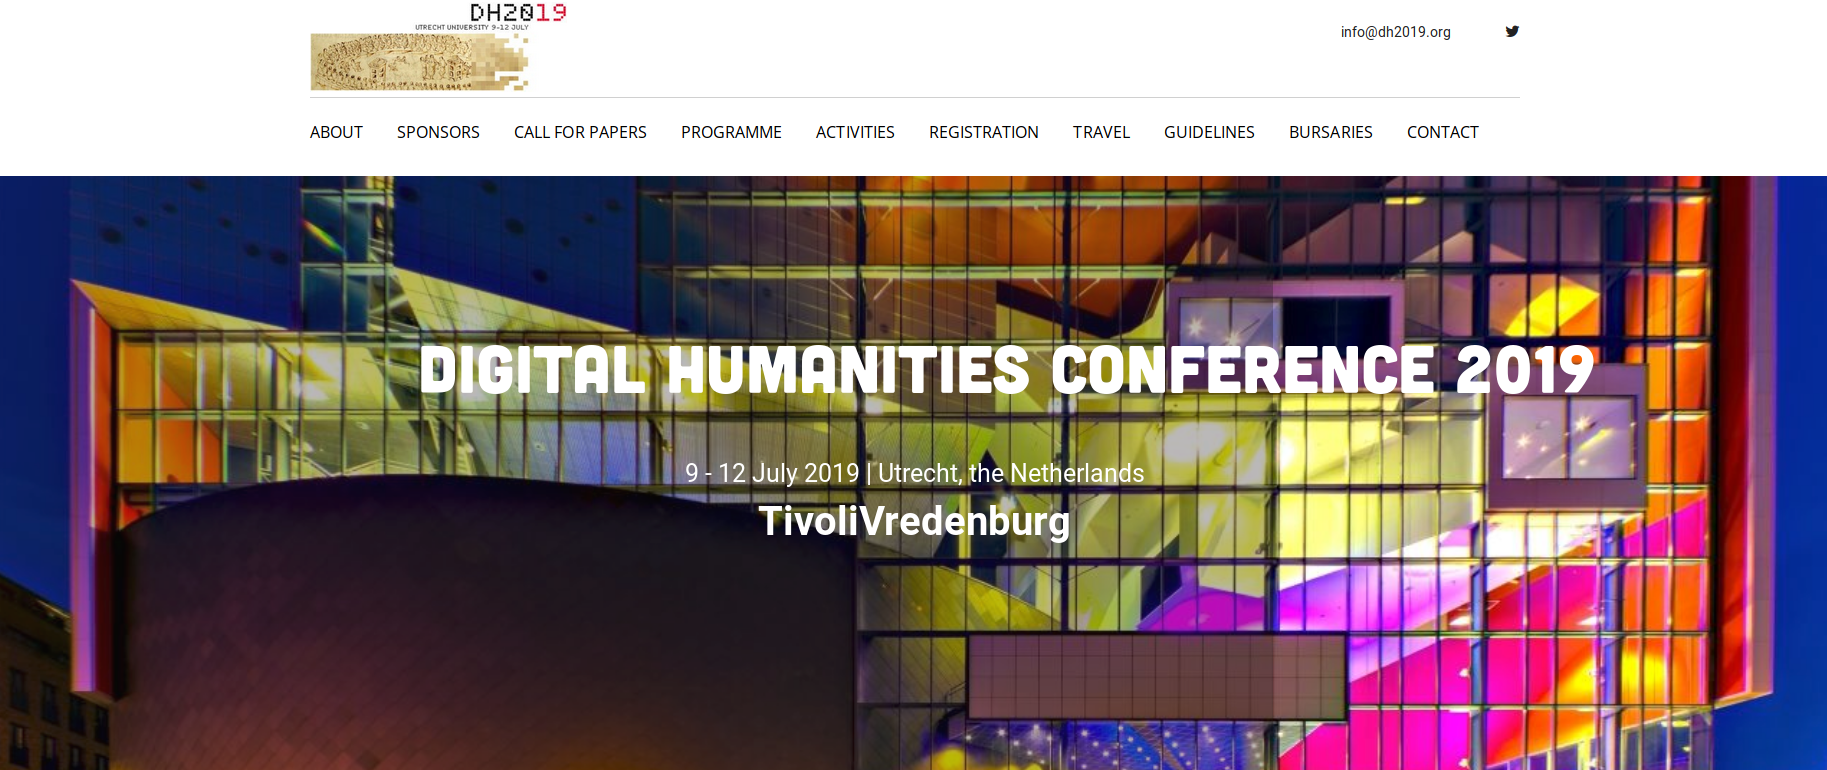 DH2019
UTRECHT UNIVERSITY 9-12 JULY
info@dh2019.org
ABOUT SPONSORS CALL FOR PAPERS PROGRAMME ACTIVITIES REGISTRATION TRAVEL GUIDELINES BURSARIES CONTACT
DIGITAL HUMANITIES CONFERENCE 2019
9 - 12 July 2019 | Utrecht, the Netherlands
TivoliVredenburg